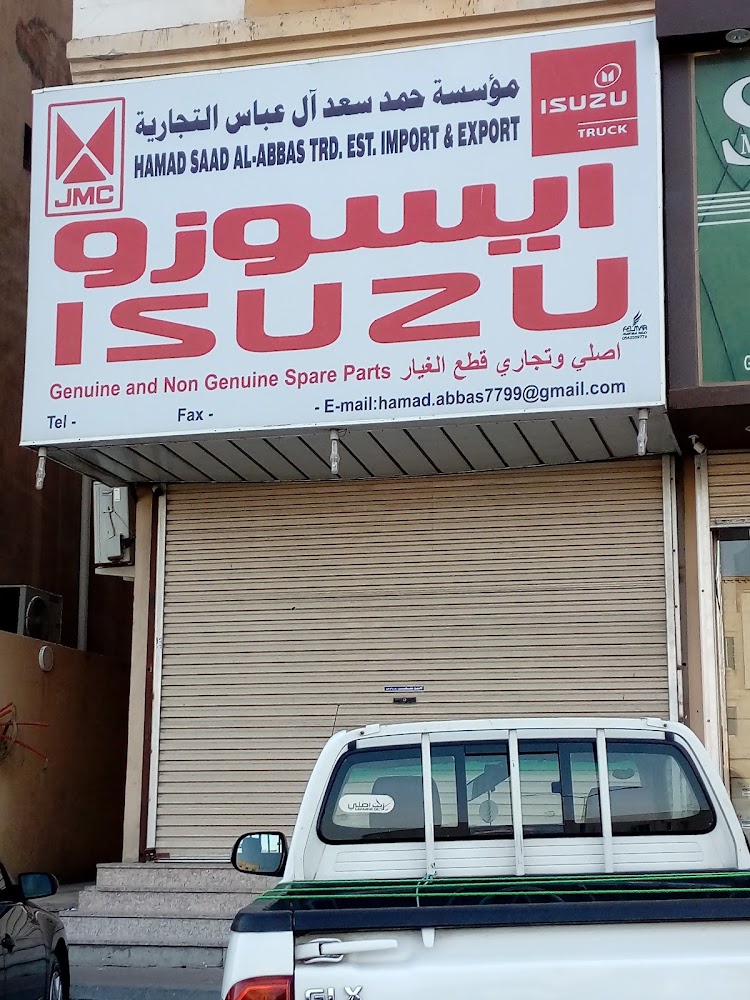 مؤسسة حمد سعد آل عباس التجارية
HAMAD SAAD AL-ABBAS TRD. EST. IMPORT & EXPORT
JMC
ISUZU
TRUCK
ايسوزو
ISUZU
Genuine and Non Genuine Spare Parts اصلي وتجاري قطع الغيار
Tel - Fax - - E-mail:hamad.abbas7799@gmail.com
GLX